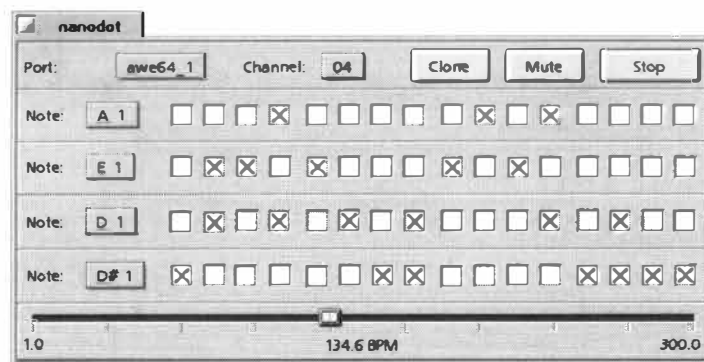 nanodot
Port: awe64_1 Channel: 04 Clone Mute Stop
Note: A 1
Note: E 1
Note: D 1
Note: D# 1
1.0 134.6 BPM 300.0